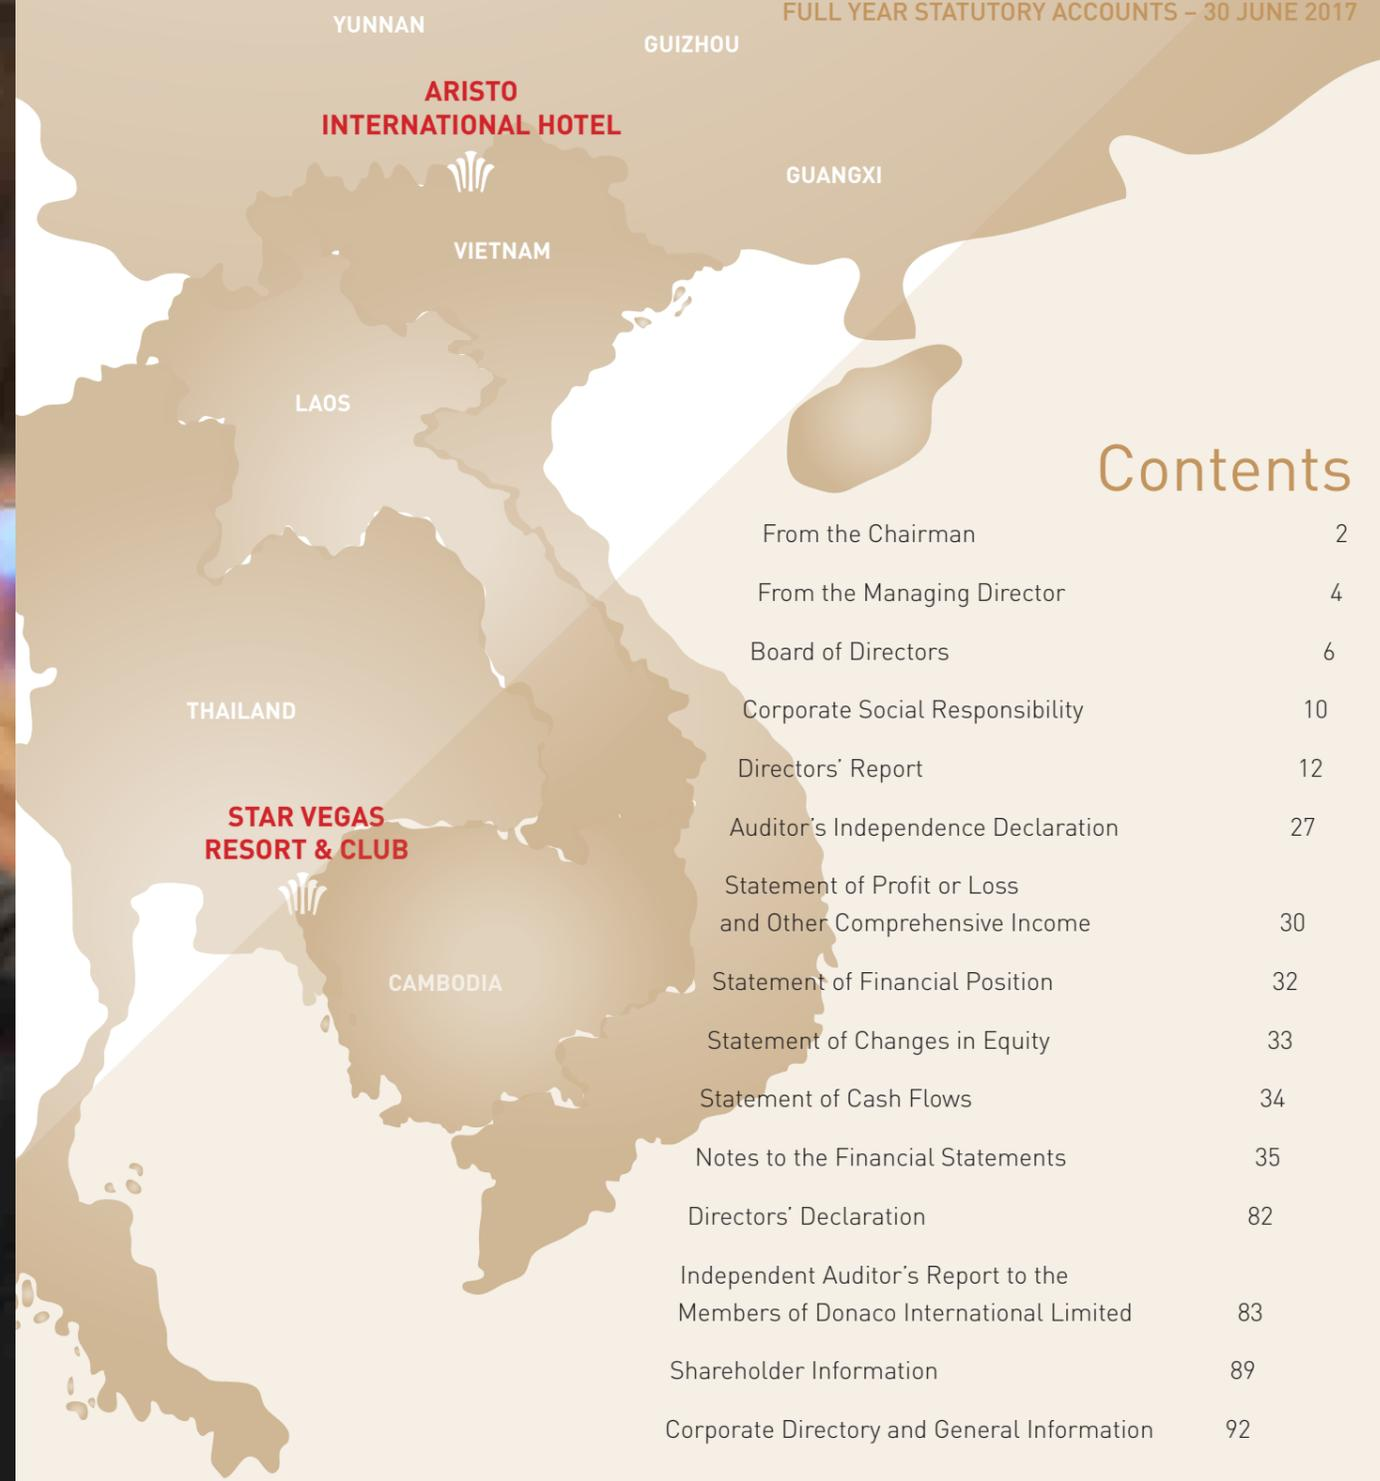 FULL YEAR STATUTORY ACCOUNTS – 30 JUNE 2017
YUNNAN
GUIZHOU
ARISTO
INTERNATIONAL HOTEL
GUANGXI
VIETNAM
LAOS
THAILAND
STAR VEGAS
RESORT & CLUB
CAMBODIA
Contents
From the Chairman 2
From the Managing Director 4
Board of Directors 6
Corporate Social Responsibility 10
Directors’ Report 12
Auditor’s Independence Declaration 27
Statement of Profit or Loss
and Other Comprehensive Income 30
Statement of Financial Position 32
Statement of Changes in Equity 33
Statement of Cash Flows 34
Notes to the Financial Statements 35
Directors’ Declaration 82
Independent Auditor’s Report to the
Members of Donaco International Limited 83
Shareholder Information 89
Corporate Directory and General Information 92